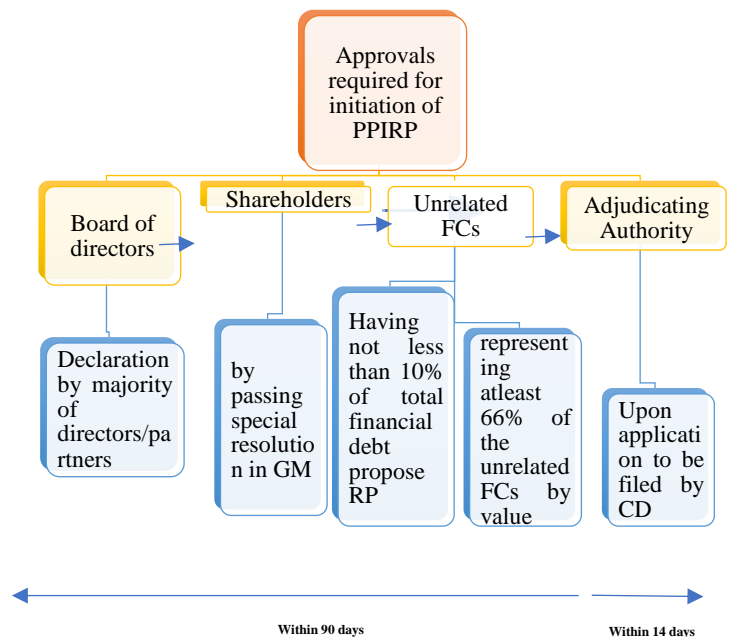 Approvals
required for
initiation of
PPIRP
Board of
directors
Shareholders
Unrelated
FCs
Adjudicating
Authority
Declaration
by majority
of
directors/pa
rtners
by
passing
special
resolutio
n in GM
Having
not less
than 10%
of total
financial
debt
propose
RP
represent
ing
atleast
66% of
the
unrelated
FCs by
value
Upon
applicati
on to be
filed by
CD
Within 90 days
Within 14 days